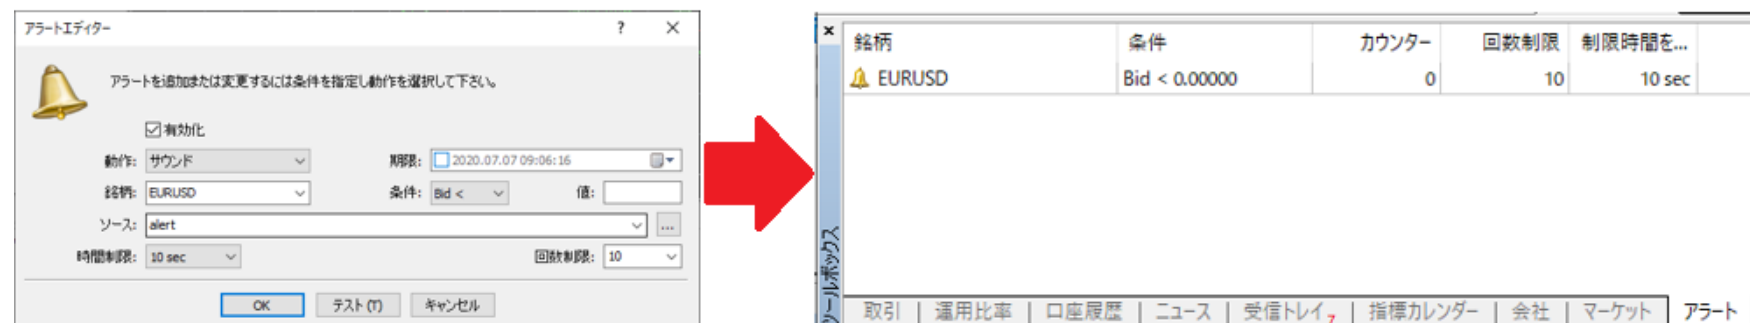 アラートエディター ? ×
アラートを追加または変更するには条件を指定し動作を選択して下さい。
有効化
動作: サウンド 期限: 2020.07.07 09:06:16
銘柄: EURUSD 条件: Bid < 値:
ソース: alert ...
時間制限: 10 sec 回数制限: 10
OK テスト (T) キャンセル
×
銘柄 条件 カウンター 回数制限 制限時間を...
EURUSD Bid < 0.00000 0 10 10 sec
ツールボックス
取引 | 運用比率 | 口座履歴 | ニュース | 受信トレイ 7 | 指標カレンダー | 会社 | マーケット | アラート